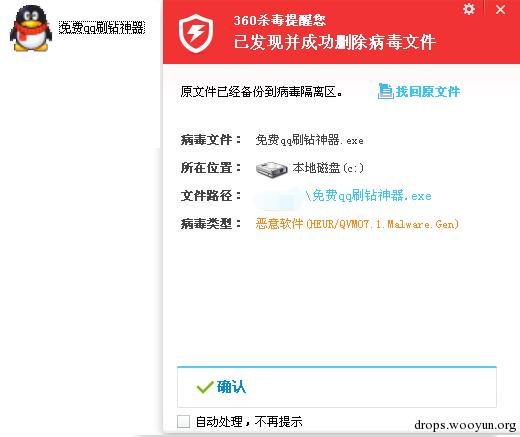 免费qq刷钻神器
360杀毒提醒您
已发现并成功删除病毒文件
原文件已经备份到病毒隔离区。 找回原文件
病毒文件： 免费qq刷钻神器.exe
所在位置： 本地磁盘(c:)
文件路径： \免费qq刷钻神器.exe
病毒类型： 恶意软件(HEUR/QVM07.1.Malware.Gen)
确认
自动处理，不再提示
drops.wooyun.org